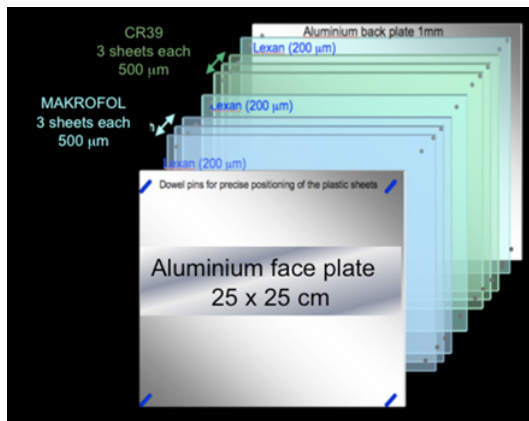 CR39
3 sheets each
500 µm
Aluminium back plate 1mm
Lexan (200 µm)
MAKROFOL
3 sheets each
500 µm
Lexan (200 µm)
Lexan (200 µm)
Dowel pins for precise positioning of the plastic sheets
Aluminium face plate
25 x 25 cm